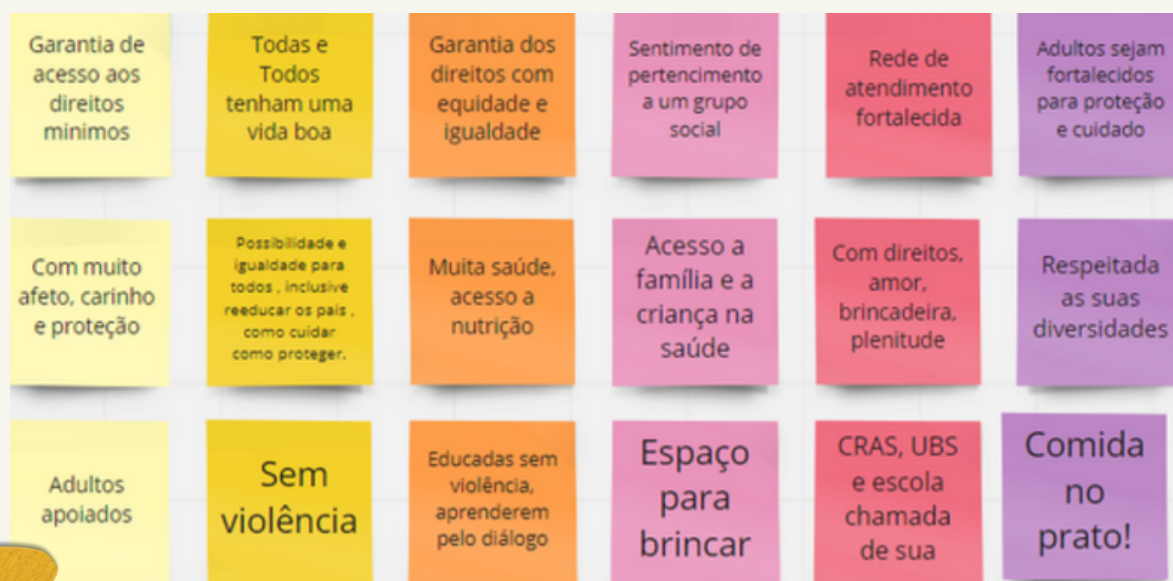 Garantia de
acesso aos
direitos
minimos
Todas e
Todos
tenham uma
vida boa
Garantia dos
direitos com
equidade e
igualdade
Sentimento de
pertencimento
a um grupo
social
Rede de
atendimento
fortalecida
Adultos sejam
fortalecidos
para proteção
e cuidado
Com muito
afeto, carinho
e proteção
Possibilidade e
igualdade para
todos , inclusive
reeducar os pais ,
como cuidar
como proteger.
Muita saúde,
acesso a
nutrição
Acesso a
família e a
criança na
saúde
Com direitos,
amor,
brincadeira,
plenitude
Respeitada
as suas
diversidades
Adultos
apoiados
Sem
violência
Educadas sem
violência,
aprenderem
pelo diálogo
Espaço
para
brincar
CRAS, UBS
e escola
chamada
de sua
Comida
no
prato!